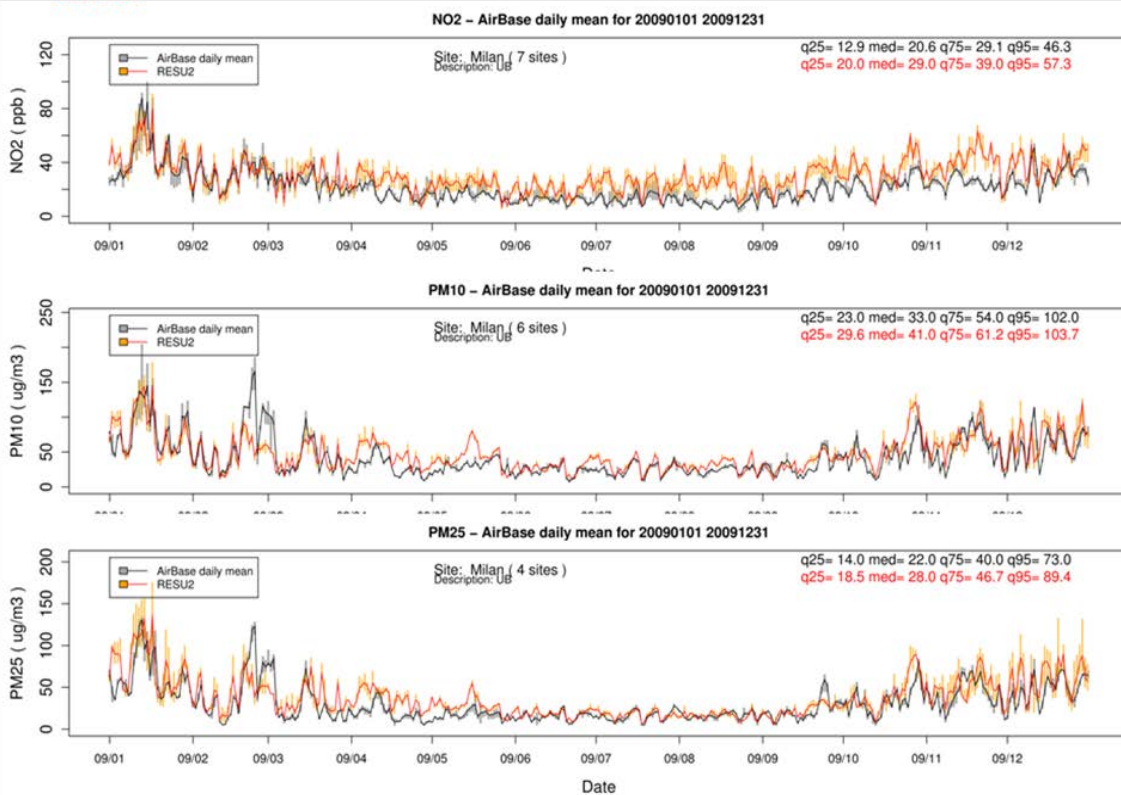 NO2 – AirBase daily mean for 20090101 20091231
AirBase daily mean
RESU2
Site: Milan ( 7 sites )
Description: UB
q25= 12.9 med= 20.6 q75= 29.1 q95= 46.3
q25= 20.0 med= 29.0 q75= 39.0 q95= 57.3
NO2 ( ppb )
120
80
40
0
09/01 09/02 09/03 09/04 09/05 09/06 09/07 09/08 09/09 09/10 09/11 09/12
Date
PM10 – AirBase daily mean for 20090101 20091231
AirBase daily mean
RESU2
Site: Milan ( 6 sites )
Description: UB
q25= 23.0 med= 33.0 q75= 54.0 q95= 102.0
q25= 29.6 med= 41.0 q75= 61.2 q95= 103.7
PM10 ( ug/m3 )
250
150
50
0
PM25 – AirBase daily mean for 20090101 20091231
AirBase daily mean
RESU2
Site: Milan ( 4 sites )
Description: UB
q25= 14.0 med= 22.0 q75= 40.0 q95= 73.0
q25= 18.5 med= 28.0 q75= 46.7 q95= 89.4
PM25 ( ug/m3 )
200
150
100
50
0
09/01 09/02 09/03 09/04 09/05 09/06 09/07 09/08 09/09 09/10 09/11 09/12
Date